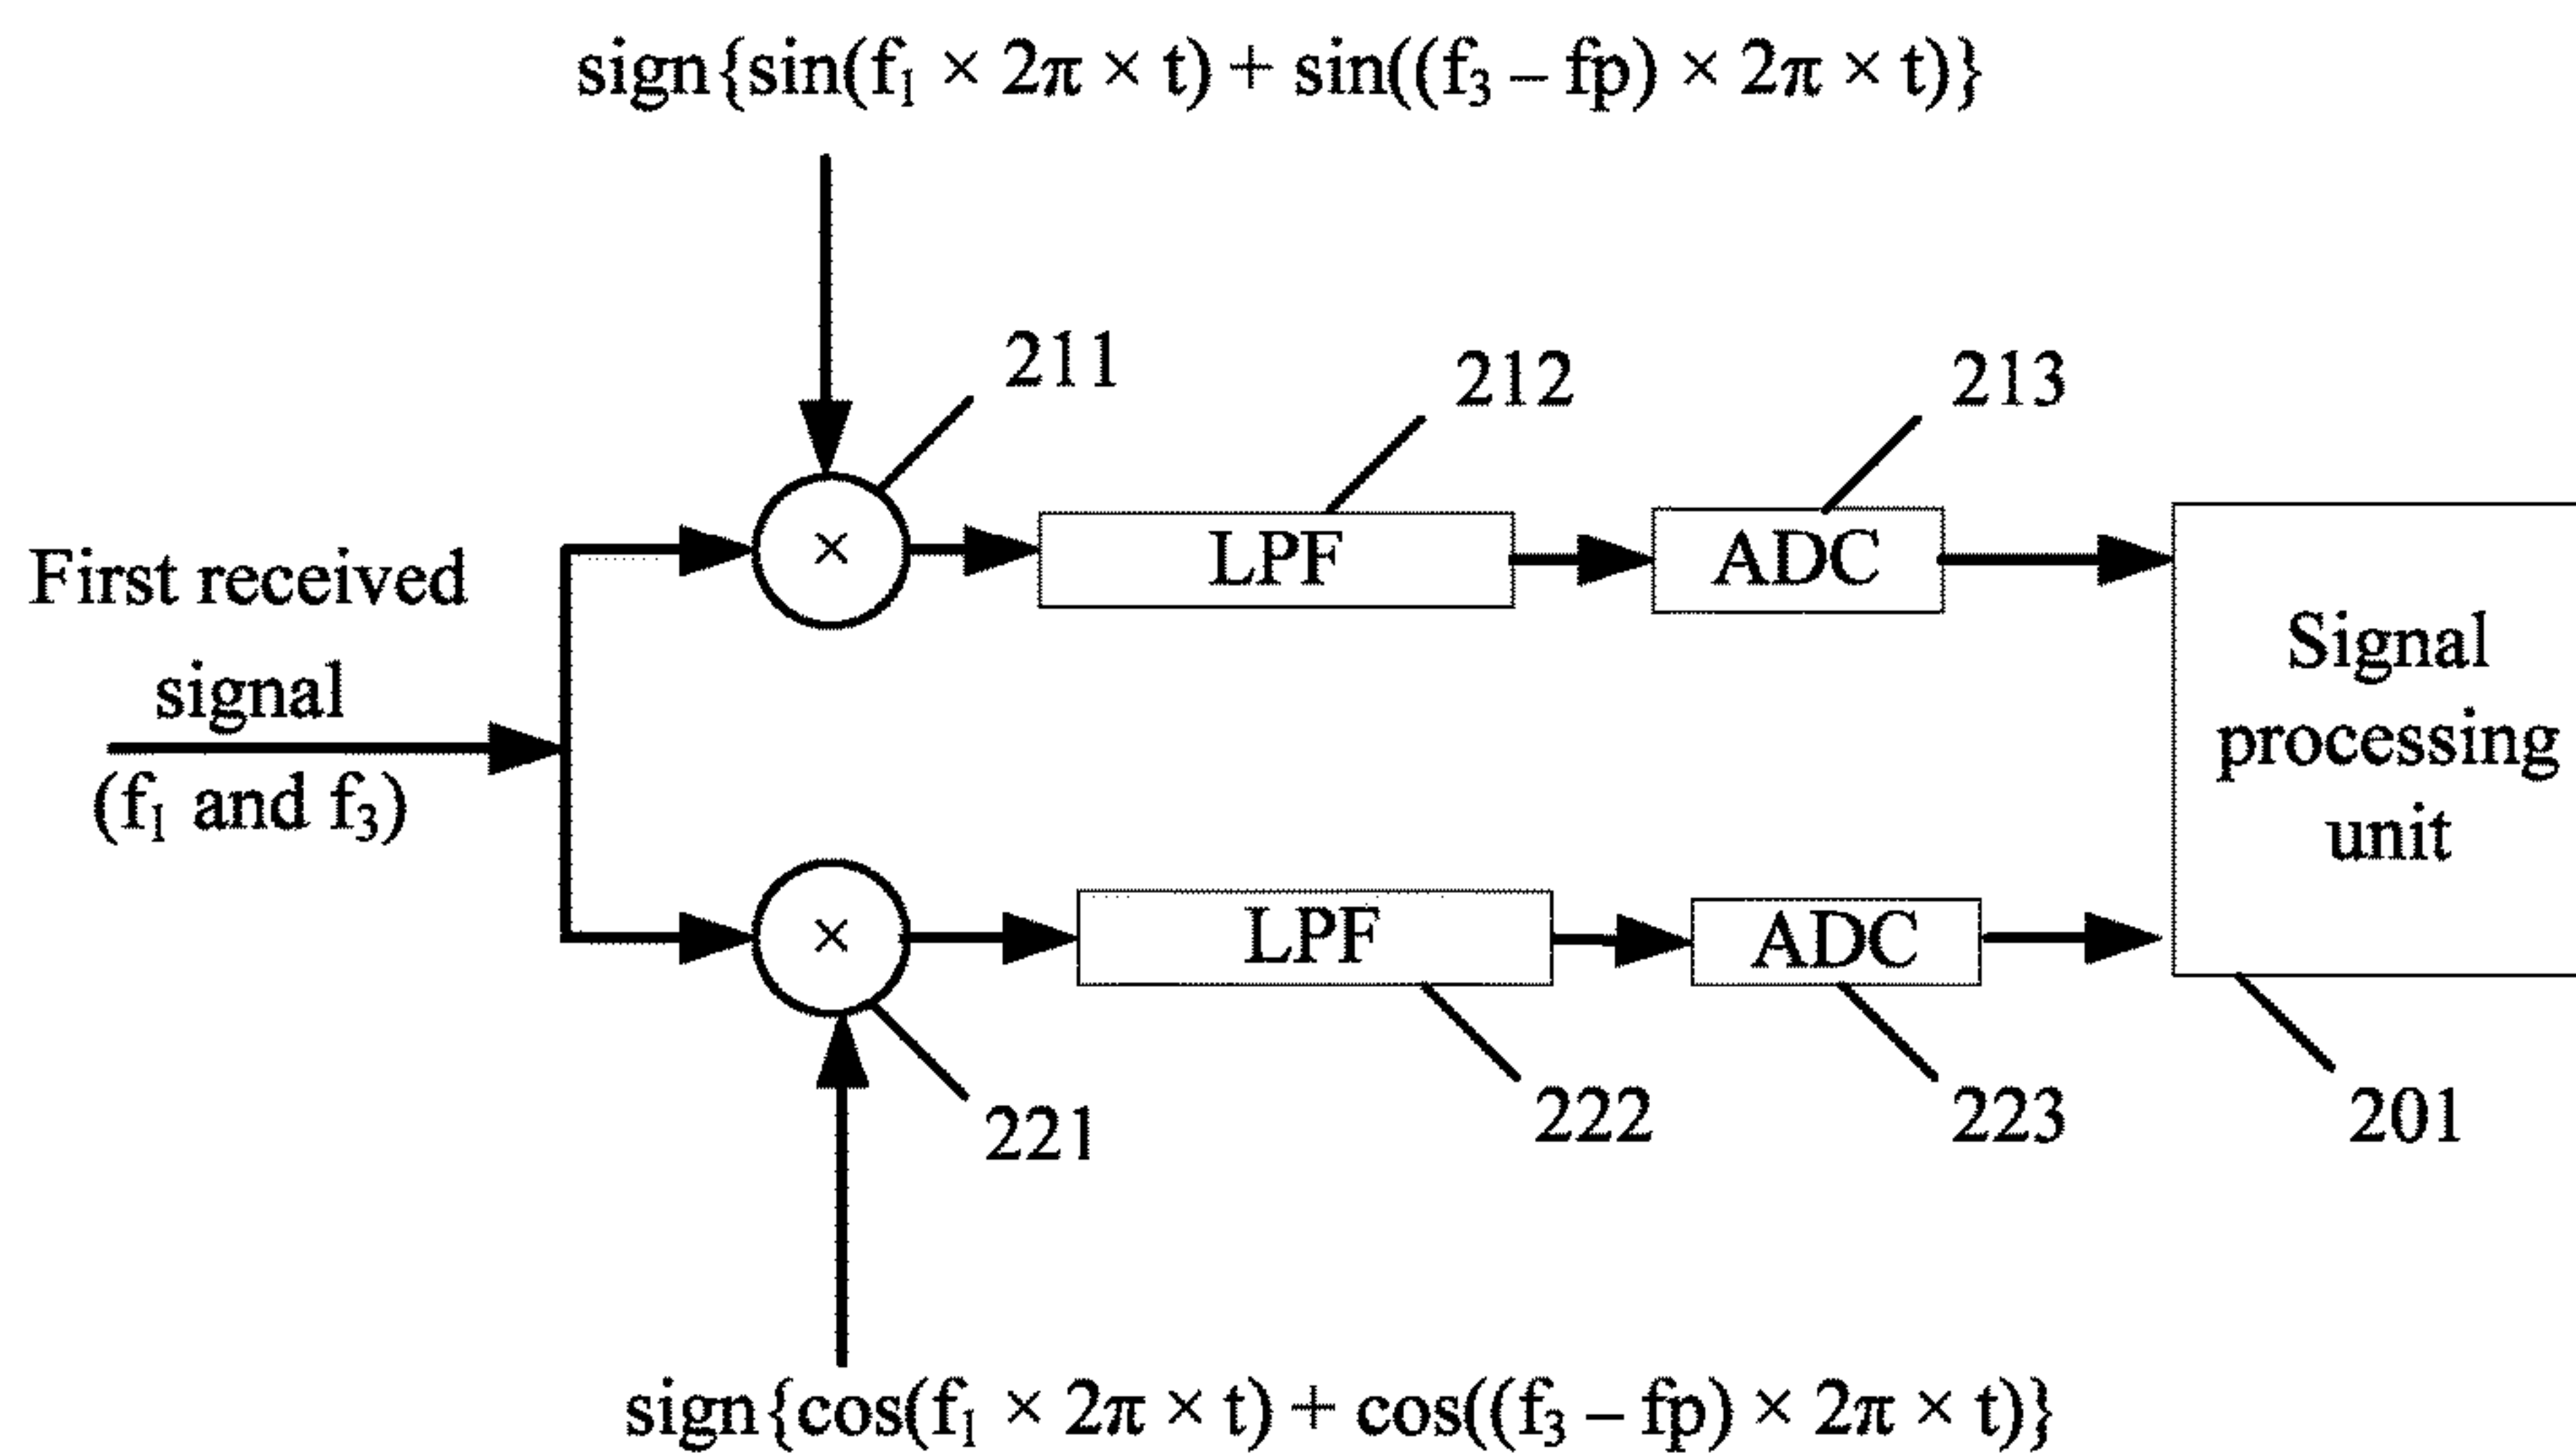 sign{sin(f₁ × 2π × t) + sin((f₃ – fp) × 2π × t)}
211
212
213
First received
signal
(f₁ and f₃)
×
LPF
ADC
Signal
processing
unit
×
LPF
ADC
221
222
223
201
sign{cos(f₁ × 2π × t) + cos((f₃ – fp) × 2π × t)}